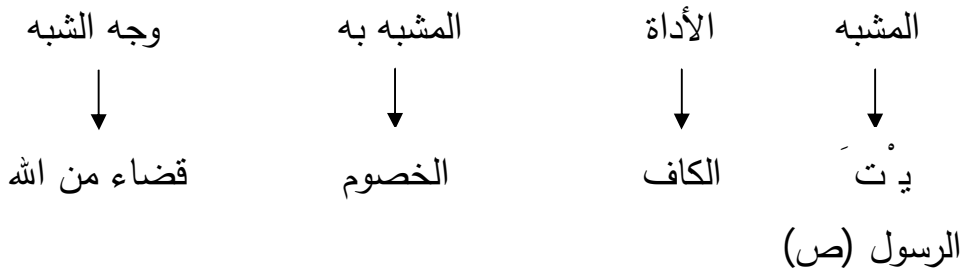 المشبه الأداة المشبه به وجه الشبه
الكاف الخصوم قضاء من الله
الرسول (ص)